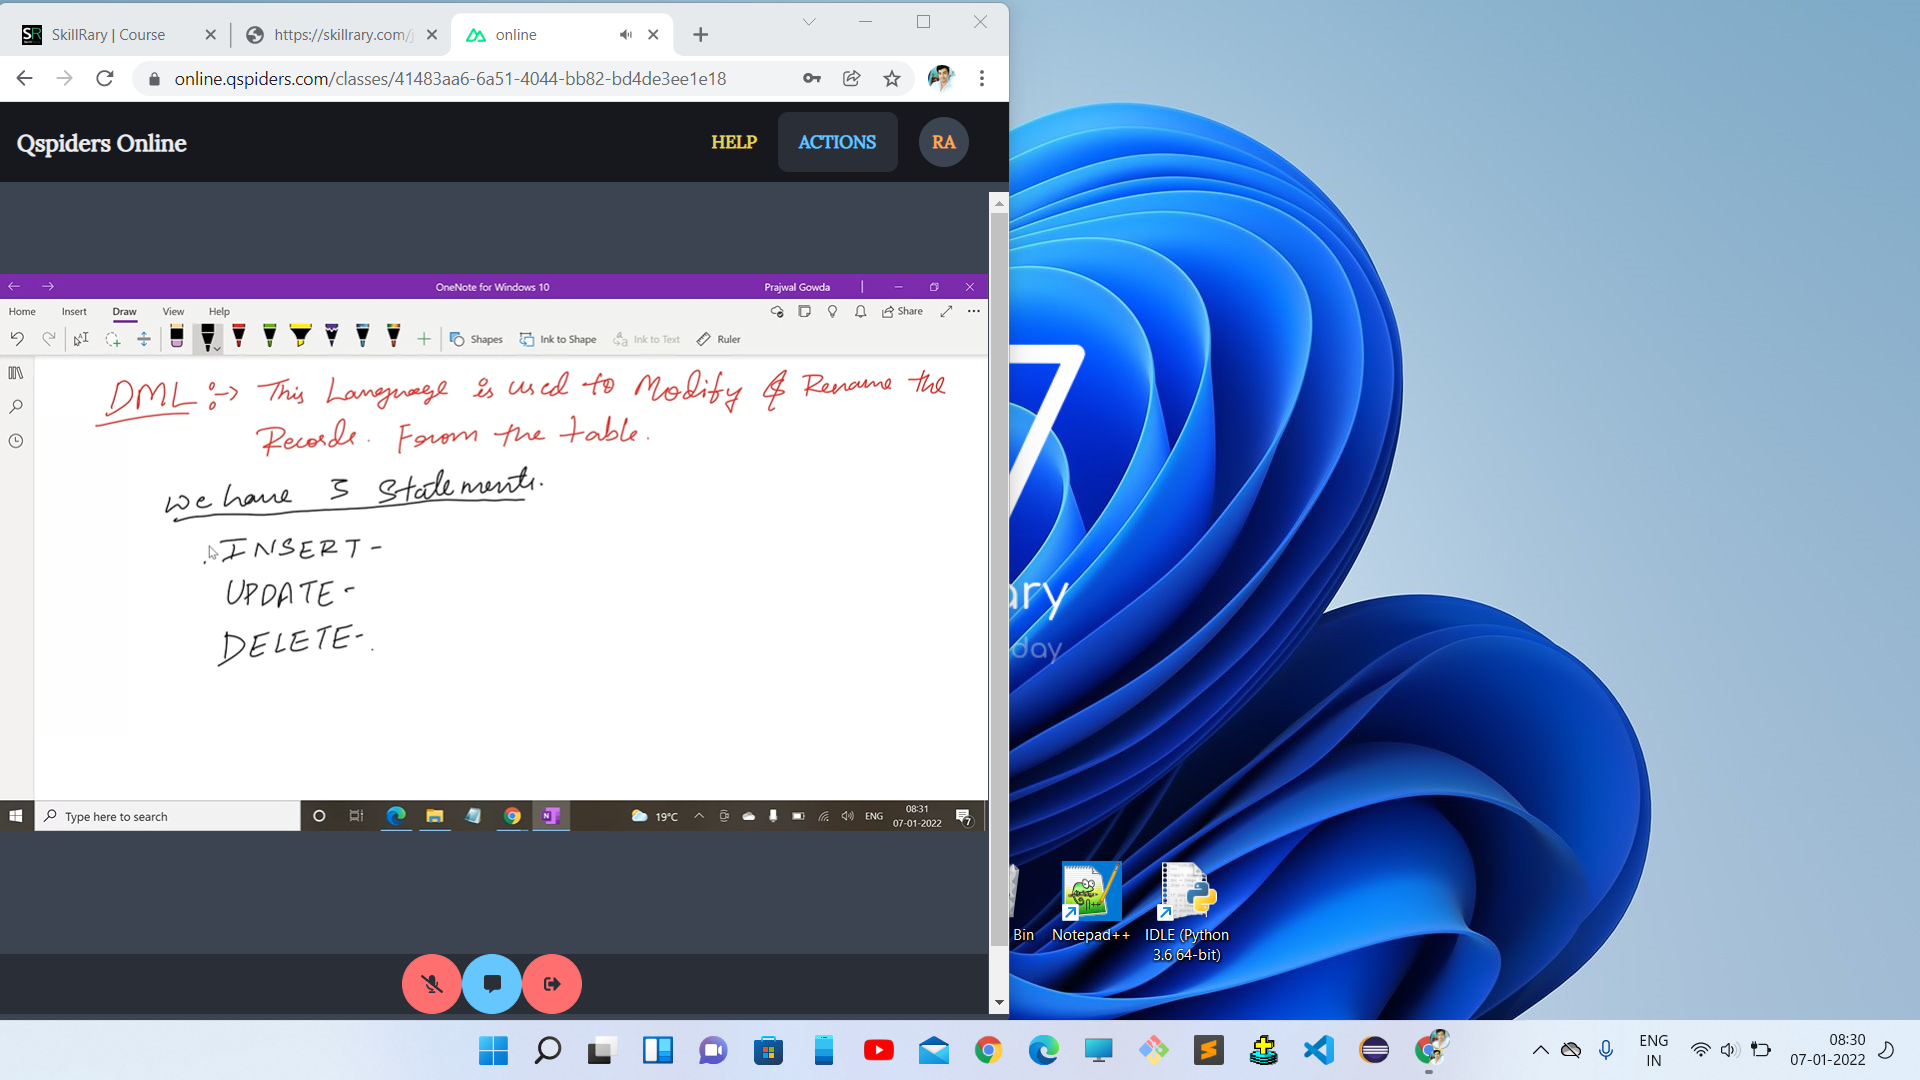 SkillRary | Course
https://skillrary.com/j
online
online.qspiders.com/classes/41483aa6-6a51-4044-bb82-bd4de3ee1e18
Qspiders Online
HELP
ACTIONS
RA
OneNote for Windows 10
Prajwal Gowda
Home Insert Draw View Help
Share
Shapes
Ink to Shape
Ink to Text
Ruler
DML :-> This Language is used to Modify & Rename the
Records. From the table.
we have 3 Statements.
INSERT -
UPDATE -
DELETE -.
Type here to search
19°C
ENG
08:31
07-01-2022
7
7
ary
day
Bin
Notepad++
IDLE (Python
3.6 64-bit)
ENG
IN
08:30
07-01-2022